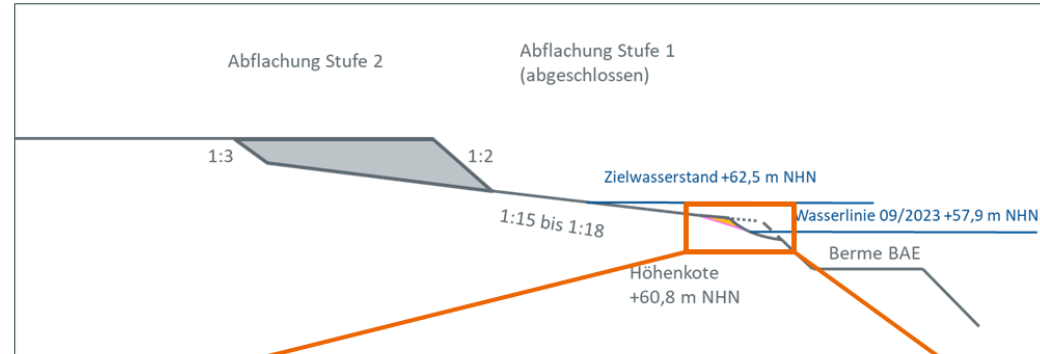 Abflachung Stufe 2
Abflachung Stufe 1
(abgeschlossen)
1:3
1:2
Zielwasserstand +62,5 m NHN
1:15 bis 1:18
Wasserlinie 09/2023 +57,9 m NHN
Berme BAE
Höhenkote
+60,8 m NHN